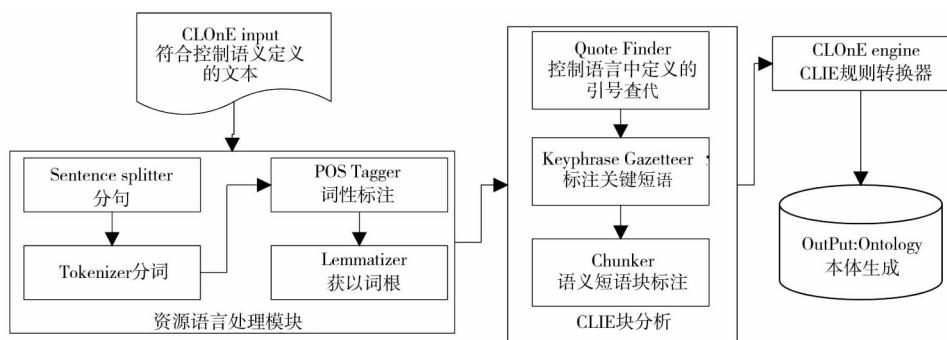 CLOnE input
符合控制语义定义
的文本
Sentence splitter
分句
Tokenizer分词
POS Tagger
词性标注
Lemmatizer
获以词根
资源语言处理模块
Quote Finder
控制语言中定义的
引号查代
Keyphrase Gazetteer
标注关键短语
Chunker
语义短语块标注
CLIE块分析
CLOnE engine
CLIE规则转换器
OutPut:Ontology
本体生成